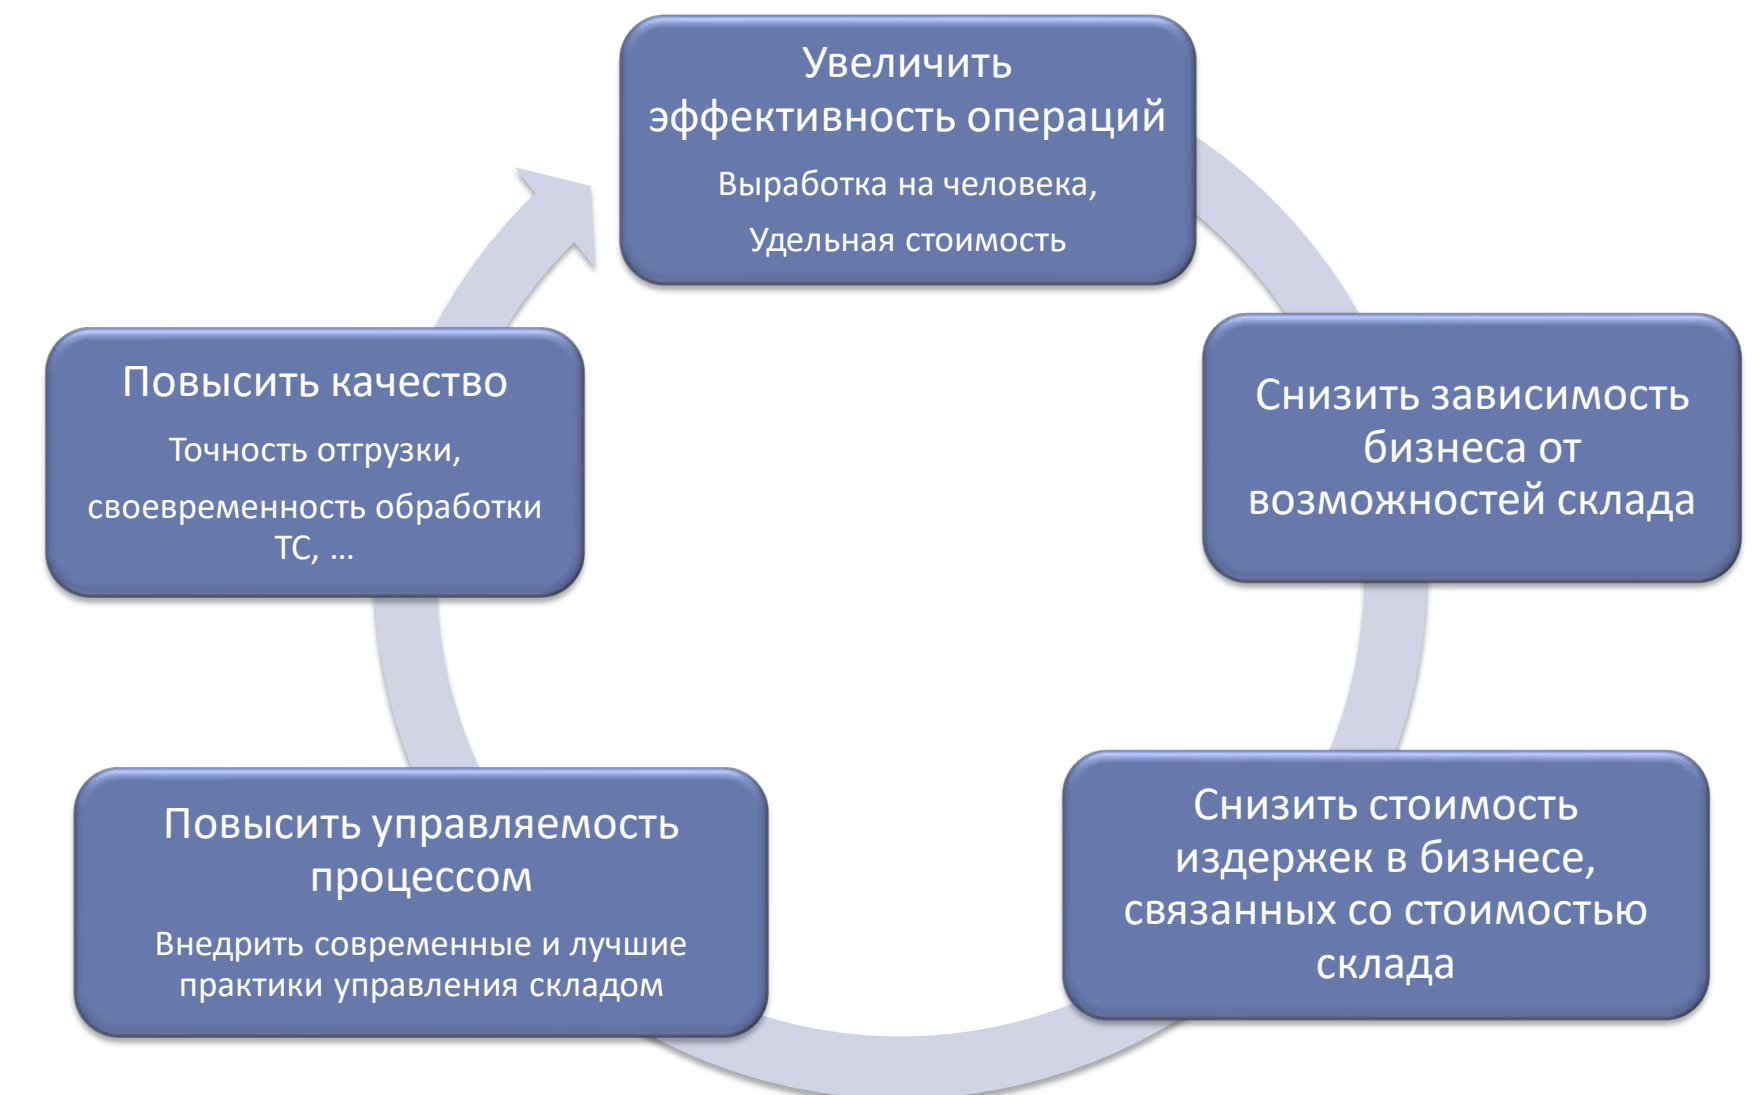 Увеличить
эффективность операций
Выработка на человека,
Удельная стоимость
Снизить зависимость
бизнеса от
возможностей склада
Снизить стоимость
издержек в бизнесе,
связанных со стоимостью
склада
Повысить управляемость
процессом
Внедрить современные и лучшие
практики управления складом
Повысить качество
Точность отгрузки,
своевременность обработки
ТС, ...